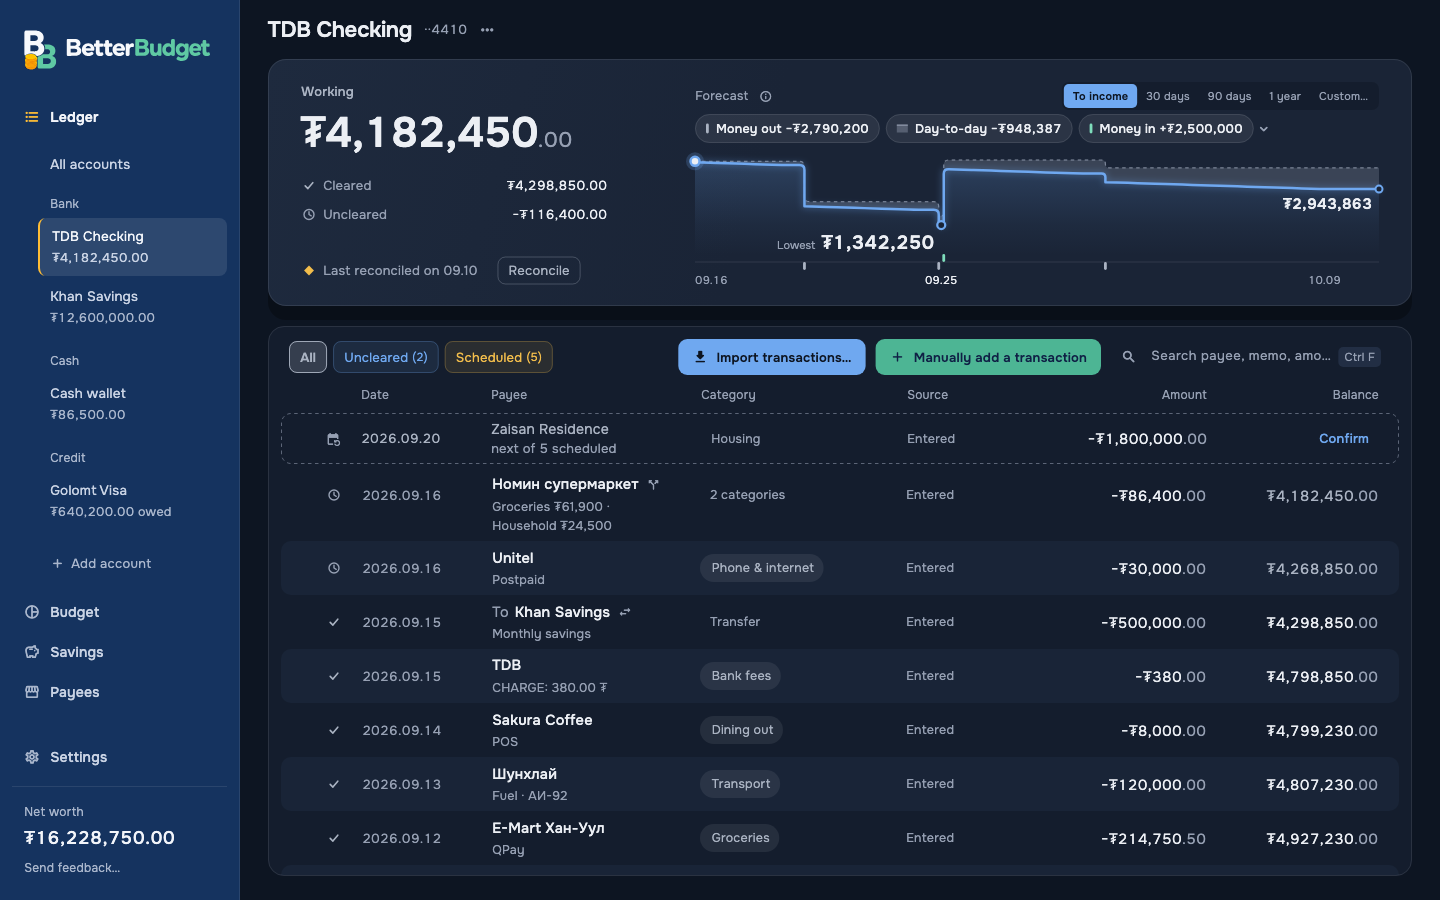 BetterBudget
Ledger
All accounts
Bank
TDB Checking
₮4,182,450.00
Khan Savings
₮12,600,000.00
Cash
Cash wallet
₮86,500.00
Credit
Golomt Visa
₮640,200.00 owed
+ Add account
Budget
Savings
Payees
Settings
Net worth
₮16,228,750.00
Send feedback...
TDB Checking ··4410 •••
Working
₮4,182,450.00
Cleared ₮4,298,850.00
Uncleared -₮116,400.00
Last reconciled on 09.10 Reconcile
Forecast To income 30 days 90 days 1 year Custom...
Money out -₮2,790,200 Day-to-day -₮948,387 Money in +₮2,500,000
₮2,943,863
Lowest ₮1,342,250
09.16 09.25 10.09
All Uncleared (2) Scheduled (5) Import transactions... + Manually add a transaction Search payee, memo, amo... Ctrl F
Date Payee Category Source Amount Balance
2026.09.20 Zaisan Residence Housing Entered -₮1,800,000.00 Confirm
next of 5 scheduled
2026.09.16 Номин супермаркет 2 categories Entered -₮86,400.00 ₮4,182,450.00
Groceries ₮61,900 ·
Household ₮24,500
2026.09.16 Unitel Phone & internet Entered -₮30,000.00 ₮4,268,850.00
Postpaid
2026.09.15 To Khan Savings Transfer Entered -₮500,000.00 ₮4,298,850.00
Monthly savings
2026.09.15 TDB Bank fees Entered -₮380.00 ₮4,798,850.00
CHARGE: 380.00 ₮
2026.09.14 Sakura Coffee Dining out Entered -₮8,000.00 ₮4,799,230.00
POS
2026.09.13 Шунхлай Transport Entered -₮120,000.00 ₮4,807,230.00
Fuel · АИ-92
2026.09.12 E-Mart Хан-Уул Groceries Entered -₮214,750.50 ₮4,927,230.00
QPay